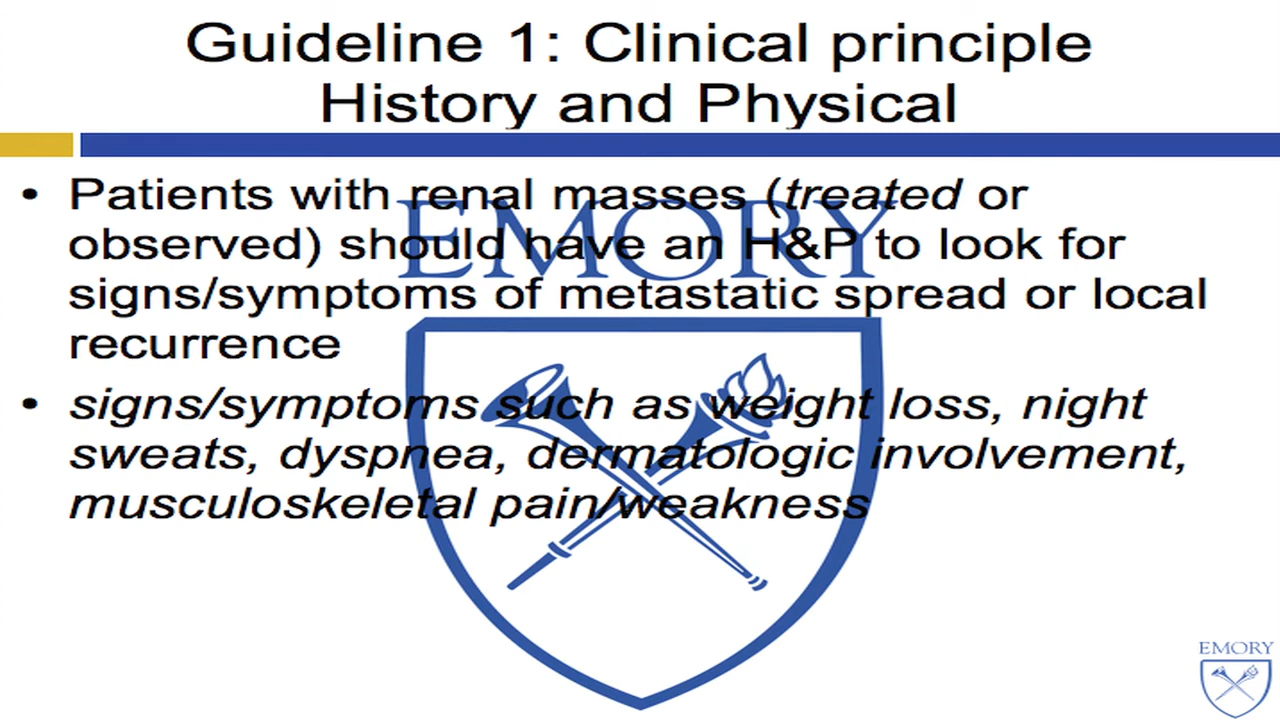 Guideline 1: Clinical principle
History and Physical
• Patients with renal masses (treated or
observed) should have an H&P to look for
signs/symptoms of metastatic spread or local
recurrence
• signs/symptoms such as weight loss, night
sweats, dyspnea, dermatologic involvement,
musculoskeletal pain/weakness
EMORY
EMORY